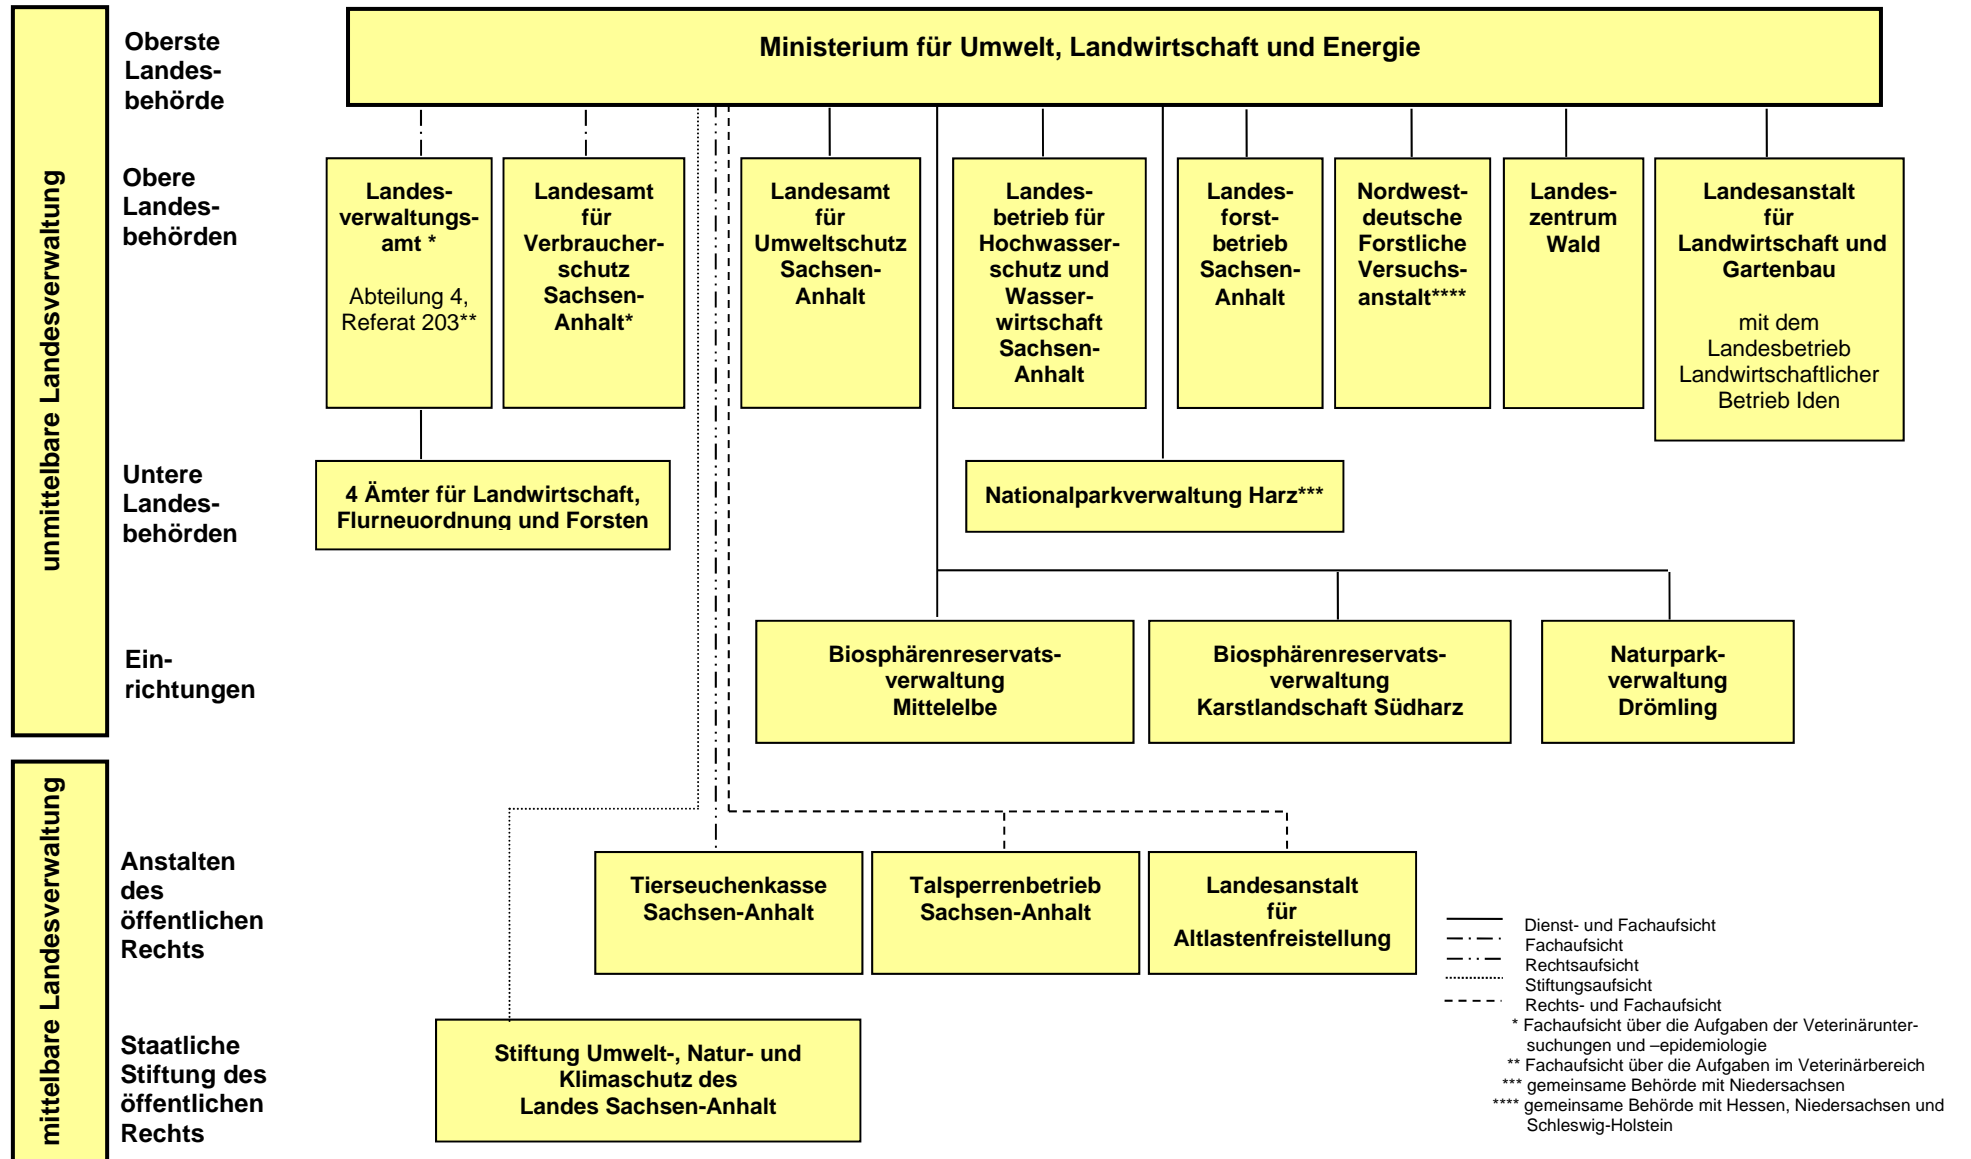 unmittelbare Landesverwaltung
Oberste
Landes-
behörde
Ministerium für Umwelt, Landwirtschaft und Energie
Obere
Landes-
behörden
Landes-
verwaltungs-
amt *
Abteilung 4,
Referat 203**
Landesamt
für
Verbraucher-
schutz
Sachsen-
Anhalt*
Landesamt
für
Umweltschutz
Sachsen-
Anhalt
Landes-
betrieb für
Hochwasser-
schutz und
Wasser-
wirtschaft
Sachsen-
Anhalt
Landes-
forst-
betrieb
Sachsen-
Anhalt
Nordwest-
deutsche
Forstliche
Versuchs-
anstalt****
Landes-
zentrum
Wald
Landesanstalt
für
Landwirtschaft und
Gartenbau
mit dem
Landesbetrieb
Landwirtschaftlicher
Betrieb Iden
Untere
Landes-
behörden
4 Ämter für Landwirtschaft,
Flurneuordnung und Forsten
Nationalparkverwaltung Harz***
Ein-
richtungen
Biosphärenreservats-
verwaltung
Mittelelbe
Biosphärenreservats-
verwaltung
Karstlandschaft Südharz
Naturpark-
verwaltung
Drömling
mittelbare Landesverwaltung
Anstalten
des
öffentlichen
Rechts
Tierseuchenkasse
Sachsen-Anhalt
Talsperrenbetrieb
Sachsen-Anhalt
Landesanstalt
für
Altlastenfreistellung
Staatliche
Stiftung des
öffentlichen
Rechts
Stiftung Umwelt-, Natur- und
Klimaschutz des
Landes Sachsen-Anhalt
Dienst- und Fachaufsicht
Fachaufsicht
Rechtsaufsicht
Stiftungsaufsicht
Rechts- und Fachaufsicht
* Fachaufsicht über die Aufgaben der Veterinärunter-
suchungen und –epidemiologie
** Fachaufsicht über die Aufgaben im Veterinärbereich
*** gemeinsame Behörde mit Niedersachsen
**** gemeinsame Behörde mit Hessen, Niedersachsen und
Schleswig-Holstein